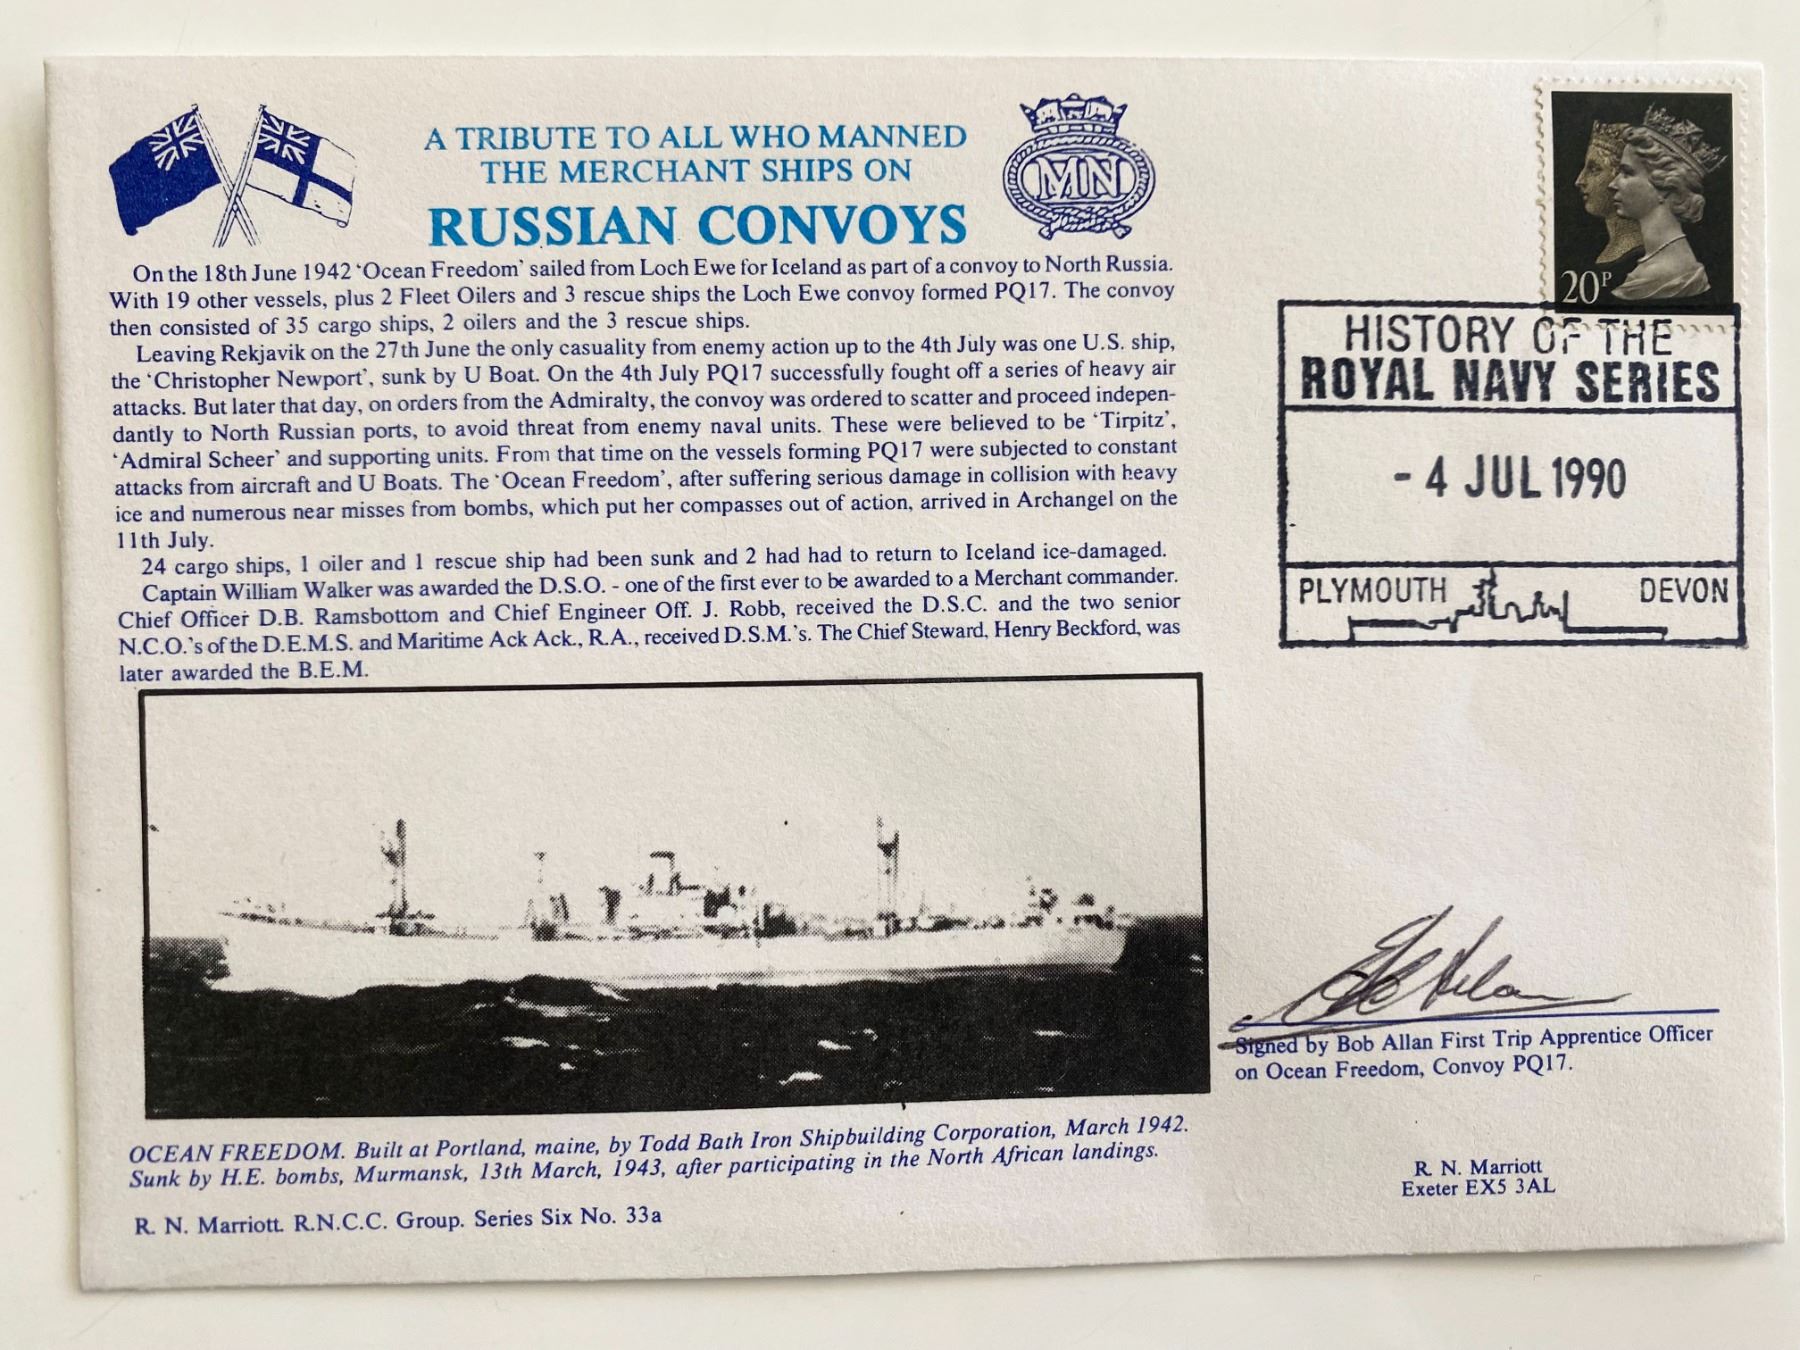 A TRIBUTE TO ALL WHO MANNED
THE MERCHANT SHIPS ON
RUSSIAN CONVOYS
MN
On the 18th June 1942 'Ocean Freedom' sailed from Loch Ewe for Iceland as part of a convoy to North Russia.
With 19 other vessels, plus 2 Fleet Oilers and 3 rescue ships the Loch Ewe convoy formed PQ17. The convoy
then consisted of 35 cargo ships, 2 oilers and the 3 rescue ships.
Leaving Rekjavik on the 27th June the only casuality from enemy action up to the 4th July was one U.S. ship,
the 'Christopher Newport', sunk by U Boat. On the 4th July PQ17 successfully fought off a series of heavy air
attacks. But later that day, on orders from the Admiralty, the convoy was ordered to scatter and proceed indepen-
dantly to North Russian ports, to avoid threat from enemy naval units. These were believed to be 'Tirpitz',
'Admiral Scheer' and supporting units. From that time on the vessels forming PQ17 were subjected to constant
attacks from aircraft and U Boats. The 'Ocean Freedom', after suffering serious damage in collision with heavy
ice and numerous near misses from bombs, which put her compasses out of action, arrived in Archangel on the
11th July.
24 cargo ships, 1 oiler and 1 rescue ship had been sunk and 2 had had to return to Iceland ice-damaged.
Captain William Walker was awarded the D.S.O. - one of the first ever to be awarded to a Merchant commander.
Chief Officer D.B. Ramsbottom and Chief Engineer Off. J. Robb, received the D.S.C. and the two senior
N.C.O.'s of the D.E.M.S. and Maritime Ack Ack., R.A., received D.S.M.'s. The Chief Steward, Henry Beckford, was
later awarded the B.E.M.
OCEAN FREEDOM. Built at Portland, maine, by Todd Bath Iron Shipbuilding Corporation, March 1942.
Sunk by H.E. bombs, Murmansk, 13th March, 1943, after participating in the North African landings.
R. N. Marriott. R.N.C.C. Group. Series Six No. 33a
20P
HISTORY OF THE
ROYAL NAVY SERIES
- 4 JUL 1990
PLYMOUTH DEVON
Signed by Bob Allan First Trip Apprentice Officer
on Ocean Freedom, Convoy PQ17.
R. N. Marriott
Exeter EX5 3AL